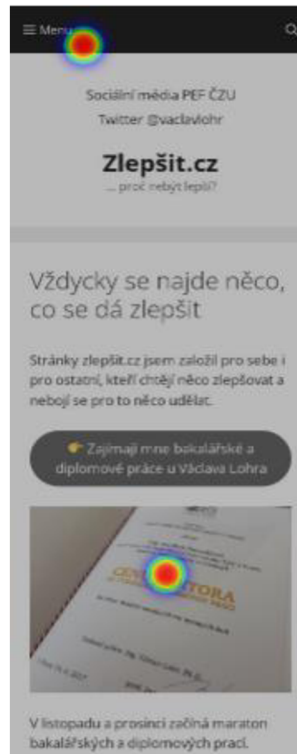 Menu
Sociální média PEF ČZU
Twitter @vaclavlohr
Zlepšit.cz
... proč nebýt lepší?
Vždycky se najde něco,
co se dá zlepšit
Stránky zlepšit.cz jsem založil pro sebe i
pro ostatní, kteří chtějí něco zlepšovat a
nebojí se pro to něco udělat.
👉 Zajímají mne bakalářské a
diplomové práce u Václava Lohra
V listopadu a prosinci začíná maraton
bakalářských a diplomových prací.